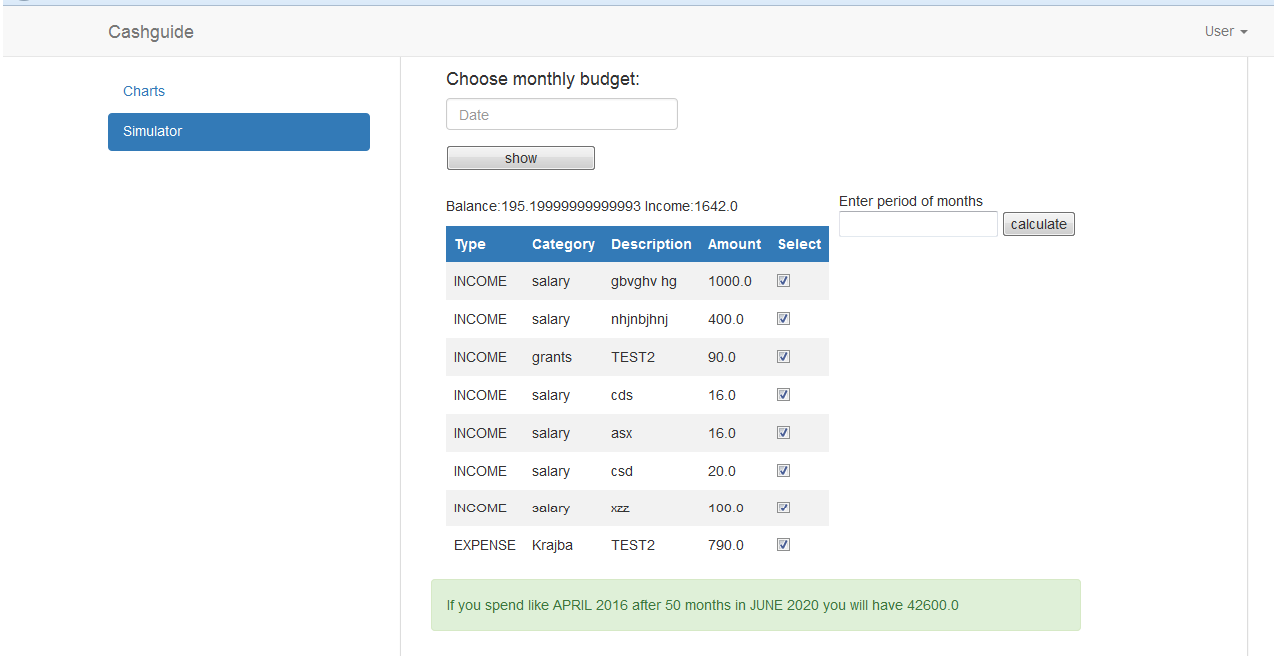 Cashguide
User
Charts
Simulator
Choose monthly budget:
Date
show
Balance:195.19999999999993 Income:1642.0
Enter period of months
calculate
Type Category Description Amount Select
INCOME salary gbvghv hg 1000.0
INCOME salary nhjnbjhnj 400.0
INCOME grants TEST2 90.0
INCOME salary cds 16.0
INCOME salary asx 16.0
INCOME salary csd 20.0
INCOME salary xzz 100.0
EXPENSE Krajba TEST2 790.0
If you spend like APRIL 2016 after 50 months in JUNE 2020 you will have 42600.0